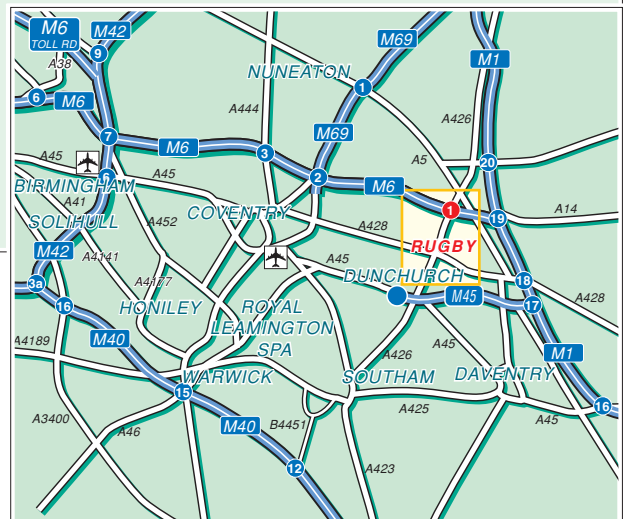 M6
TOLL RD
M42
9
A38
6
M6
7
A45
6
BIRMINGHAM
A41
SOLIHULL
A452
A45
M42
A4141
3a
16
A4177
HONILEY
M40
A4189
A3400
A46
15
WARWICK
ROYAL
LEAMINGTON
SPA
M40
B4451
12
A444
M6
3
NUNEATON
M69
1
M69
2
COVENTRY
A428
A45
M6
A5
A426
M1
20
1
RUGBY
19
A14
DUNCHURCH
M45
18
17
A428
A426
A45
SOUTHAM
DAVENTRY
M1
A425
A45
16
A423